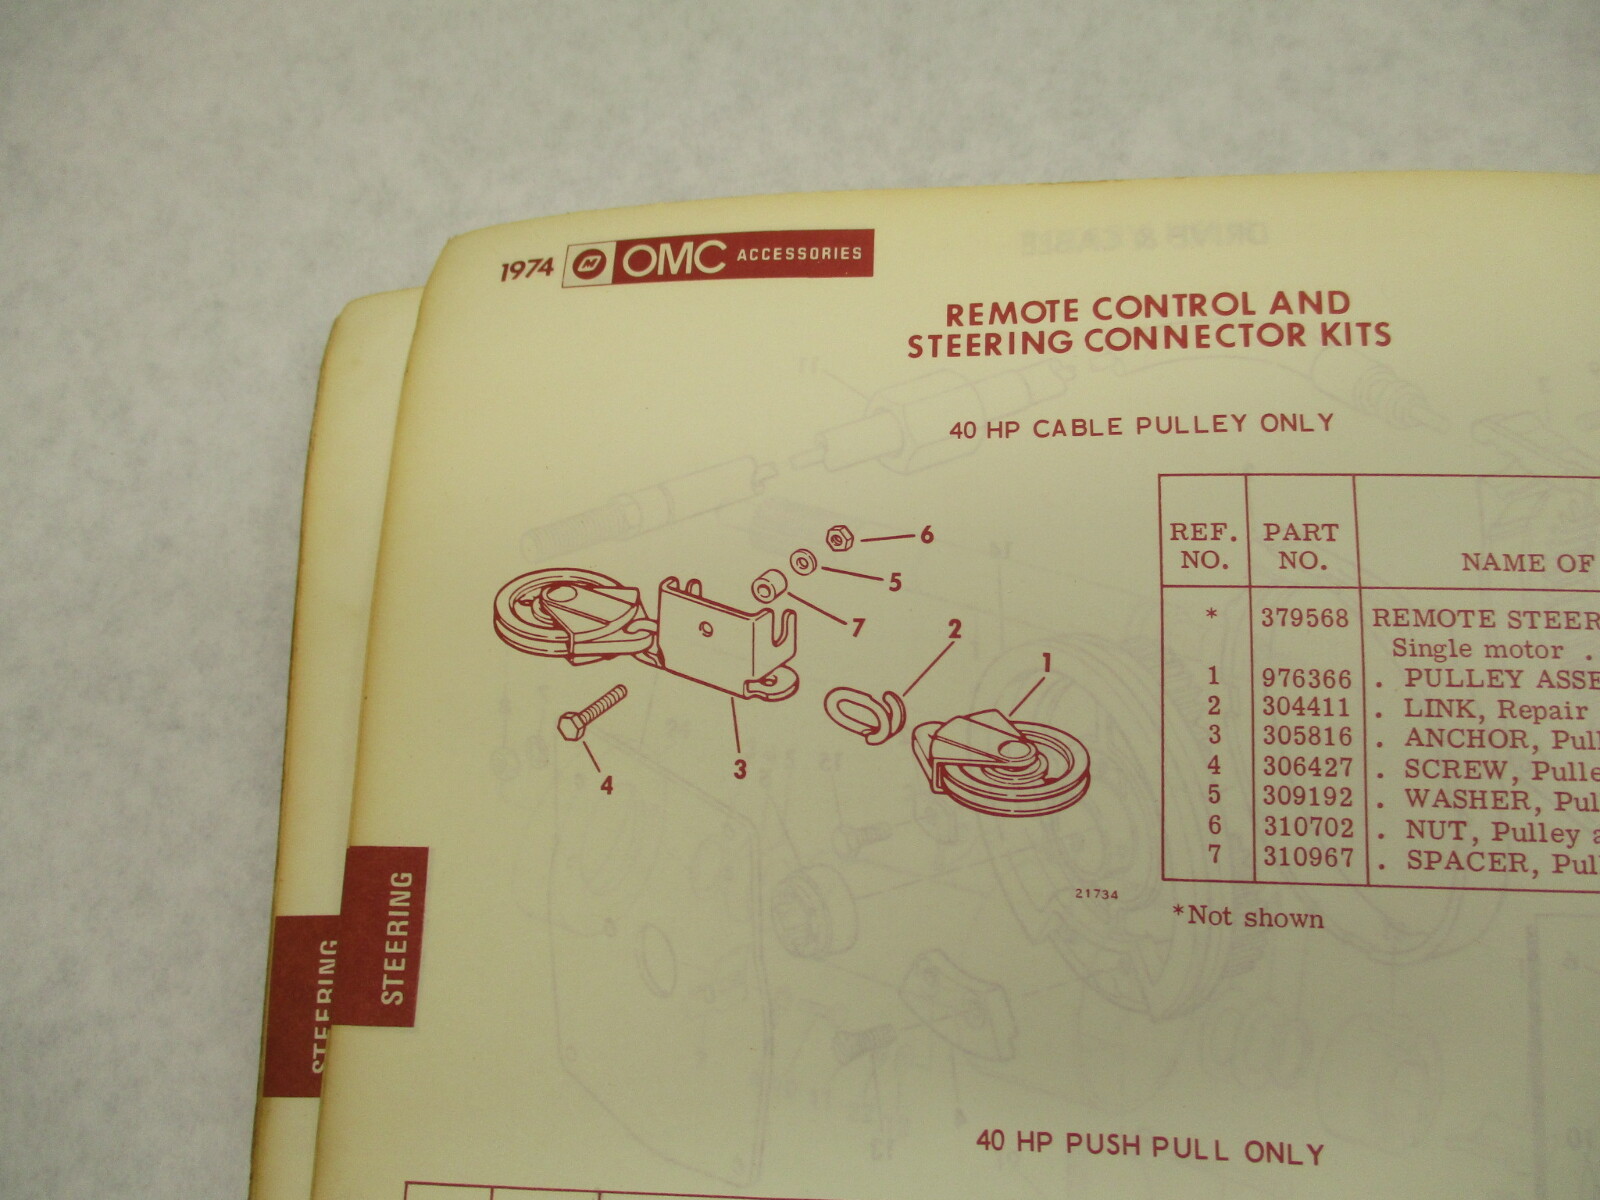 1974 OMC ACCESSORIES
REMOTE CONTROL AND
STEERING CONNECTOR KITS
40 HP CABLE PULLEY ONLY
6
5
7
2
1
3
4
21734
REF. NO. PART NO. NAME OF
* 379568 REMOTE STEER
Single motor .
1 976366 . PULLEY ASSE
2 304411 . LINK, Repair
3 305816 . ANCHOR, Pul
4 306427 . SCREW, Pulle
5 309192 . WASHER, Pul
6 310702 . NUT, Pulley a
7 310967 . SPACER, Pul
*Not shown
STEERING
STEERING
40 HP PUSH PULL ONLY